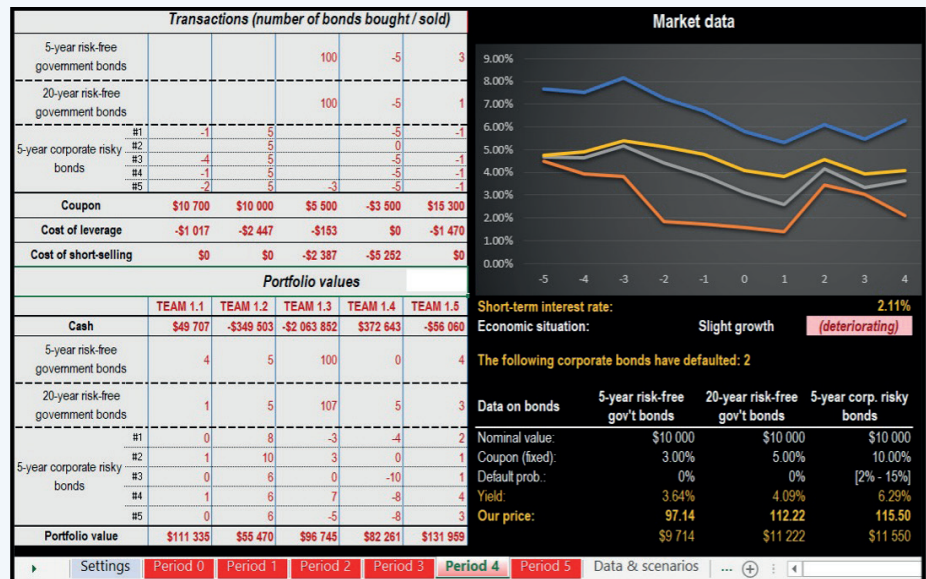 Transactions (number of bonds bought / sold)
5-year risk-free government bonds 100 -5 3
20-year risk-free government bonds 100 -5 1
5-year corporate risky bonds
#1 -1 5 -5 -1
#2 5 0
#3 -4 5 -5 -1
#4 -1 5 -5 -1
#5 -2 5 -3 -5 -1
Coupon $10 700 $10 000 $5 500 -$3 500 $15 300
Cost of leverage -$1 017 -$2 447 -$153 $0 -$1 470
Cost of short-selling $0 $0 -$2 387 -$5 252 $0
Portfolio values
TEAM 1.1 TEAM 1.2 TEAM 1.3 TEAM 1.4 TEAM 1.5
Cash $49 707 -$349 503 -$2 063 852 $372 643 -$56 060
5-year risk-free government bonds 4 5 100 0 4
20-year risk-free government bonds 1 5 107 5 3
5-year corporate risky bonds
#1 0 8 -3 -4 2
#2 1 10 3 0 1
#3 0 6 0 -10 1
#4 1 6 7 -8 4
#5 0 6 -5 -8 3
Portfolio value $111 335 $55 470 $96 745 $82 261 $131 959
Market data
9.00%
8.00%
7.00%
6.00%
5.00%
4.00%
3.00%
2.00%
1.00%
0.00%
-5 -4 -3 -2 -1 0 1 2 3 4
Short-term interest rate: 2.11%
Economic situation: Slight growth (deteriorating)
The following corporate bonds have defaulted: 2
Data on bonds 5-year risk-free gov't bonds 20-year risk-free gov't bonds 5-year corp. risky bonds
Nominal value: $10 000 $10 000 $10 000
Coupon (fixed): 3.00% 5.00% 10.00%
Default prob.: 0% 0% [2% - 15%]
Yield: 3.64% 4.09% 6.29%
Our price: 97.14 112.22 115.50
$9 714 $11 222 $11 550
Settings Period 0 Period 1 Period 2 Period 3 Period 4 Period 5 Data & scenarios ...